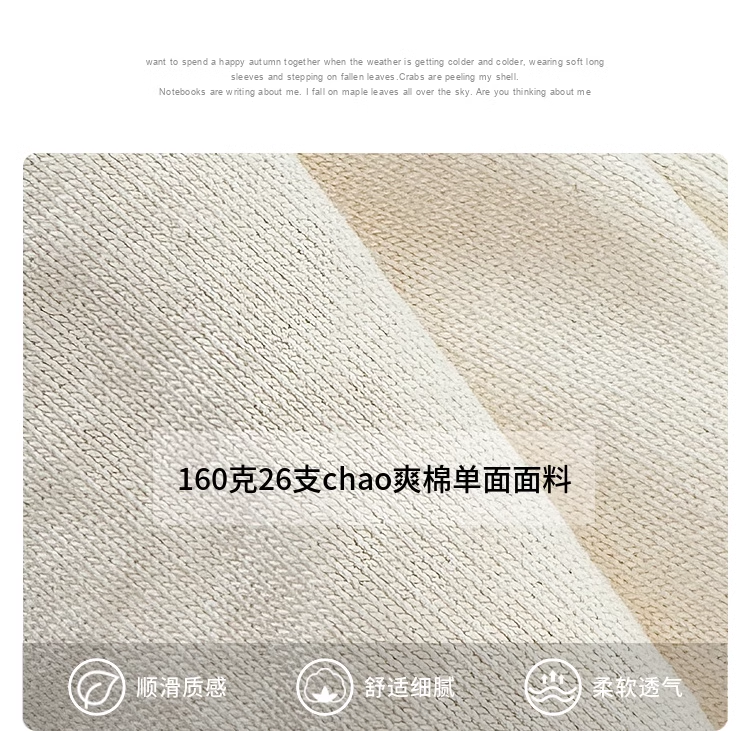 want to spend a happy autumn together when the weather is getting colder and colder, wearing soft long
sleeves and stepping on fallen leaves.Crabs are peeling my shell.
Notebooks are writing about me. I fall on maple leaves all over the sky. Are you thinking about me
160克26支chao爽棉单面面料
顺滑质感
舒适细腻
柔软透气